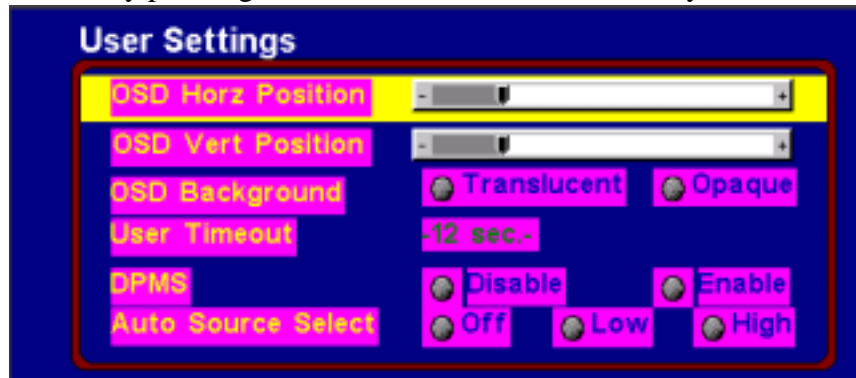 User Settings
OSD Horz Position - +
OSD Vert Position - +
OSD Background Translucent Opaque
User Timeout -12 sec.-
DPMS Disable Enable
Auto Source Select Off Low High